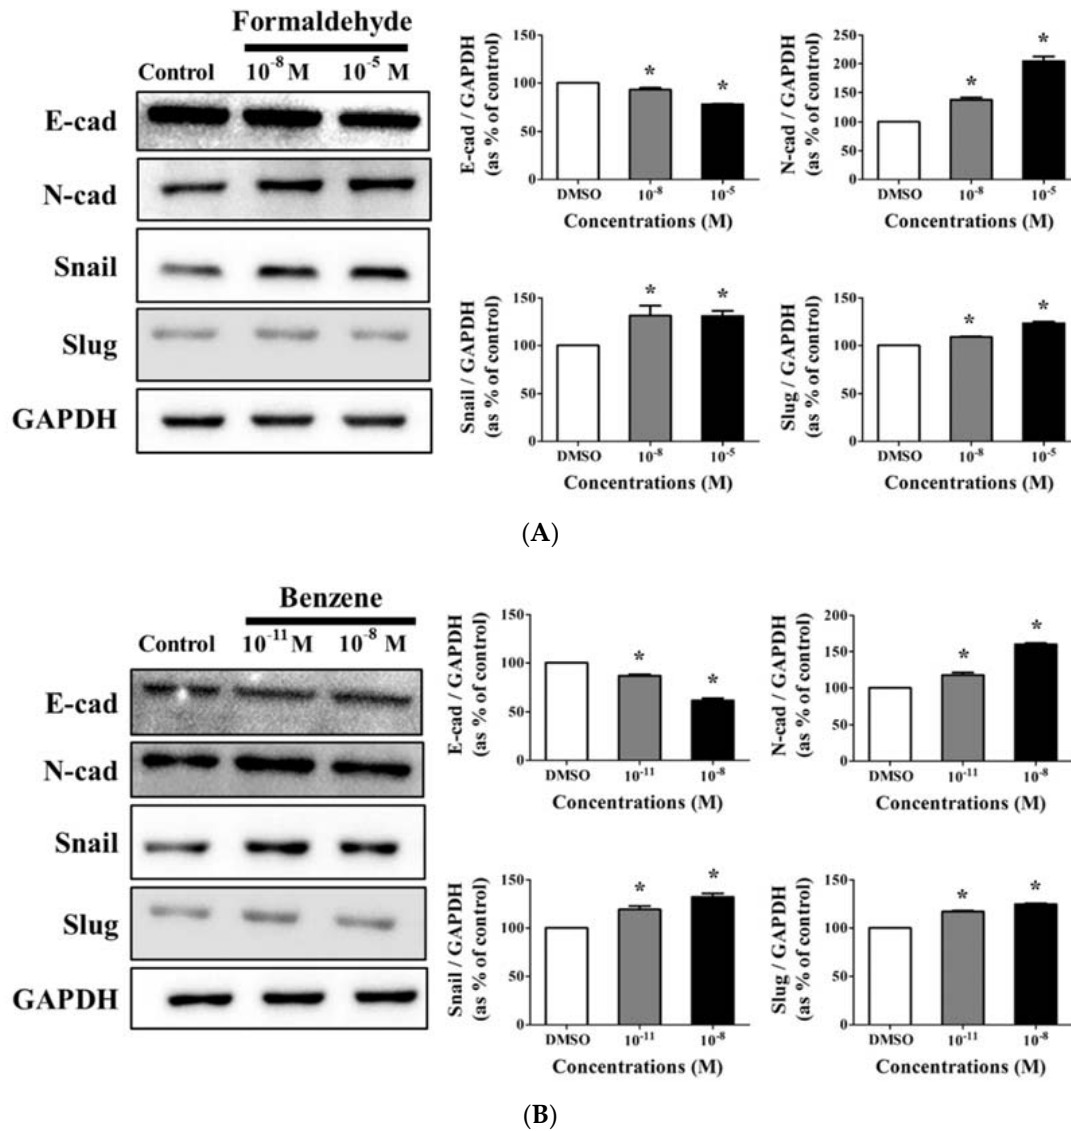 Formaldehyde
Control 10⁻⁸ M 10⁻⁵ M
E-cad
N-cad
Snail
Slug
GAPDH
E-cad / GAPDH
(as % of control)
150
100
50
0
DMSO 10⁻⁸ 10⁻⁵
Concentrations (M)
* *
N-cad / GAPDH
(as % of control)
250
200
150
100
50
0
DMSO 10⁻⁸ 10⁻⁵
Concentrations (M)
* *
Snail / GAPDH
(as % of control)
150
100
50
0
DMSO 10⁻⁸ 10⁻⁵
Concentrations (M)
* *
Slug / GAPDH
(as % of control)
150
100
50
0
DMSO 10⁻⁸ 10⁻⁵
Concentrations (M)
* *
(A)
Benzene
Control 10⁻¹¹ M 10⁻⁸ M
E-cad
N-cad
Snail
Slug
GAPDH
E-cad / GAPDH
(as % of control)
150
100
50
0
DMSO 10⁻¹¹ 10⁻⁸
Concentrations (M)
* *
N-cad / GAPDH
(as % of control)
200
150
100
50
0
DMSO 10⁻¹¹ 10⁻⁸
Concentrations (M)
* *
Snail / GAPDH
(as % of control)
150
100
50
0
DMSO 10⁻¹¹ 10⁻⁸
Concentrations (M)
* *
Slug / GAPDH
(as % of control)
150
100
50
0
DMSO 10⁻¹¹ 10⁻⁸
Concentrations (M)
* *
(B)